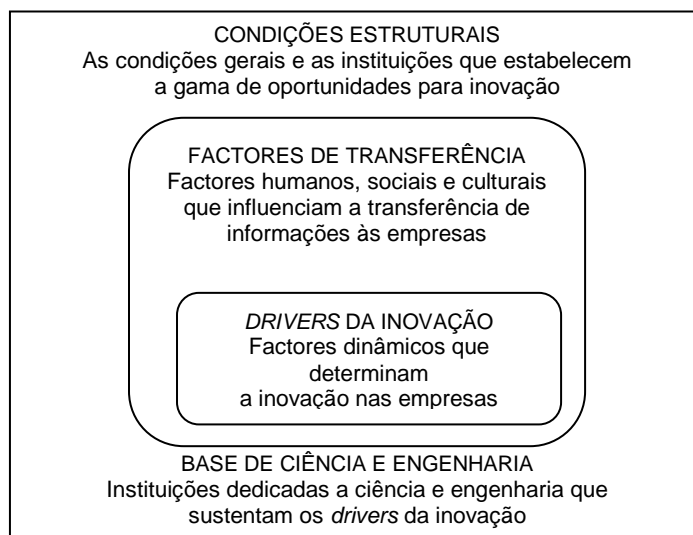 CONDIÇÕES ESTRUTURAIS
As condições gerais e as instituições que estabelecem
a gama de oportunidades para inovação
FACTORES DE TRANSFERÊNCIA
Factores humanos, sociais e culturais
que influenciam a transferência de
informações às empresas
DRIVERS DA INOVAÇÃO
Factores dinâmicos que
determinam
a inovação nas empresas
BASE DE CIÊNCIA E ENGENHARIA
Instituições dedicadas a ciência e engenharia que
sustentam os drivers da inovação